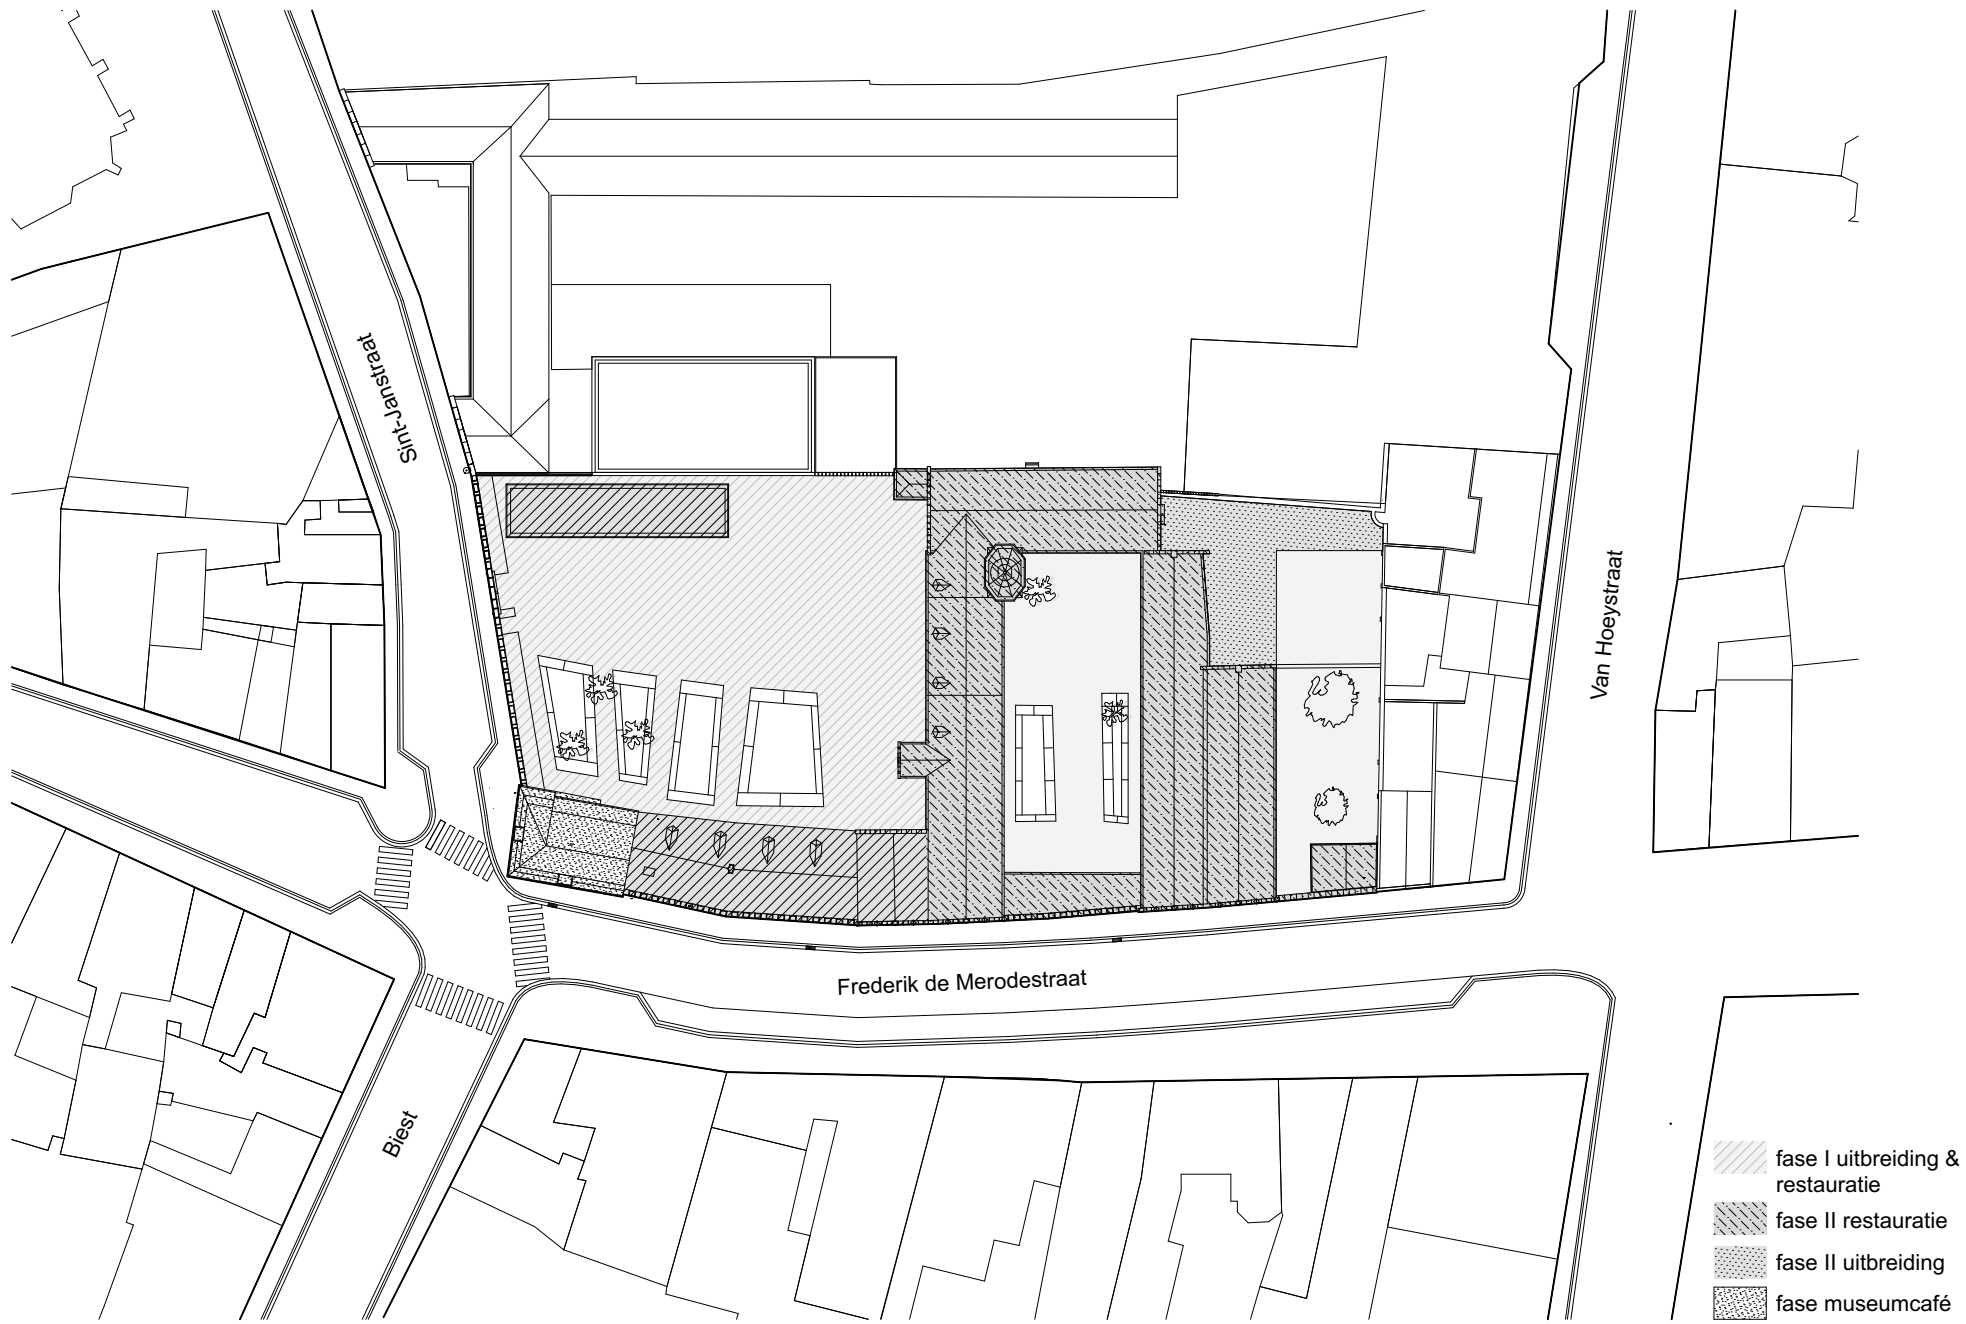 Sint-Janstraat
Van Hoeystraat
Frederik de Merodestraat
Biest
fase I uitbreiding &
restauratie
fase II restauratie
fase II uitbreiding
fase museumcafé